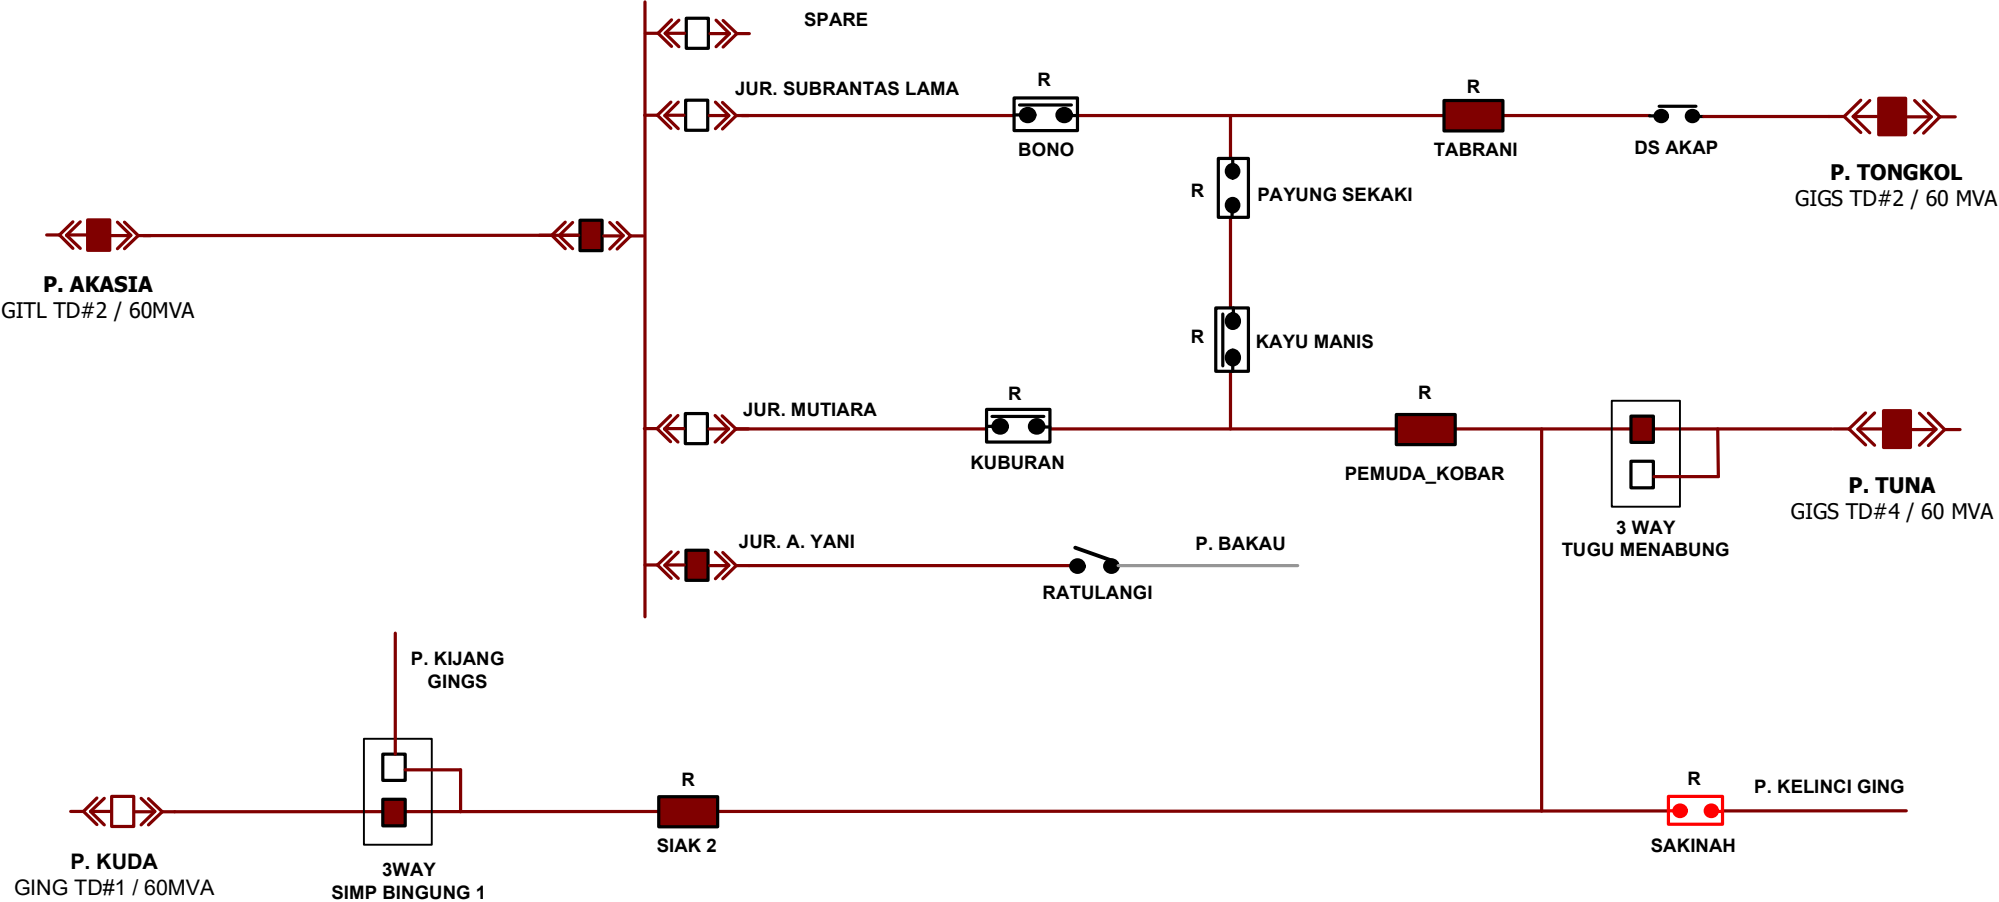 SPARE
JUR. SUBRANTAS LAMA
R
BONO
R
TABRANI
DS AKAP
P. TONGKOL
GIGS TD#2 / 60 MVA
R
PAYUNG SEKAKI
P. AKASIA
GITL TD#2 / 60MVA
R
KAYU MANIS
JUR. MUTIARA
R
KUBURAN
R
PEMUDA_KOBAR
3 WAY
TUGU MENABUNG
P. TUNA
GIGS TD#4 / 60 MVA
JUR. A. YANI
RATULANGI
P. BAKAU
P. KIJANG
GINGS
P. KUDA
GING TD#1 / 60MVA
3WAY
SIMP BINGUNG 1
R
SIAK 2
R
SAKINAH
P. KELINCI GING